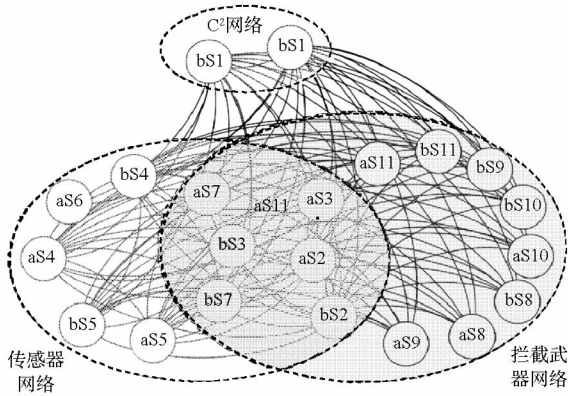 C²网络
bS1
bS1
aS11
bS11
bS4
bS9
aS7
aS3
aS6
aS11
bS10
bS3
aS4
aS2
aS10
bS7
bS8
bS2
bS5
aS5
aS9
aS8
传感器
网络
拦截武
器网络